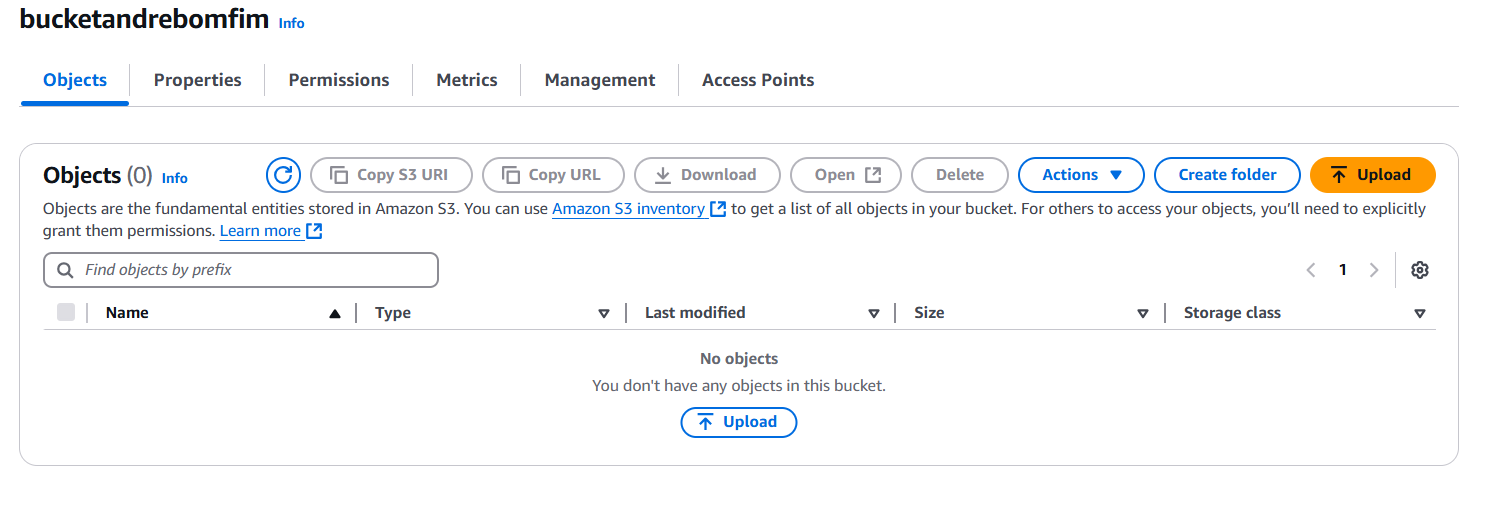 bucketandrebomfim Info
Objects Properties Permissions Metrics Management Access Points
Objects (0) Info Copy S3 URI Copy URL Download Open Delete Actions Create folder Upload
Objects are the fundamental entities stored in Amazon S3. You can use Amazon S3 inventory to get a list of all objects in your bucket. For others to access your objects, you’ll need to explicitly
grant them permissions. Learn more
Find objects by prefix 1
Name Type Last modified Size Storage class
No objects
You don't have any objects in this bucket.
Upload